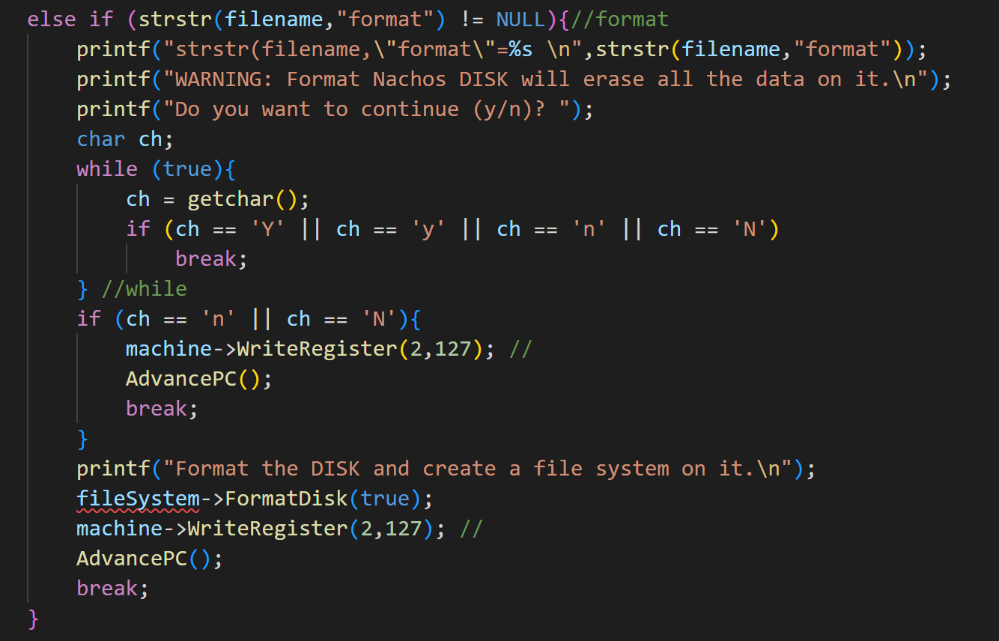 else if (strstr(filename,"format") != NULL){//format
printf("strstr(filename,\"format\"=%s \n",strstr(filename,"format"));
printf("WARNING: Format Nachos DISK will erase all the data on it.\n");
printf("Do you want to continue (y/n)? ");
char ch;
while (true){
ch = getchar();
if (ch == 'Y' || ch == 'y' || ch == 'n' || ch == 'N')
break;
} //while
if (ch == 'n' || ch == 'N'){
machine->WriteRegister(2,127); //
AdvancePC();
break;
}
printf("Format the DISK and create a file system on it.\n");
fileSystem->FormatDisk(true);
machine->WriteRegister(2,127); //
AdvancePC();
break;
}